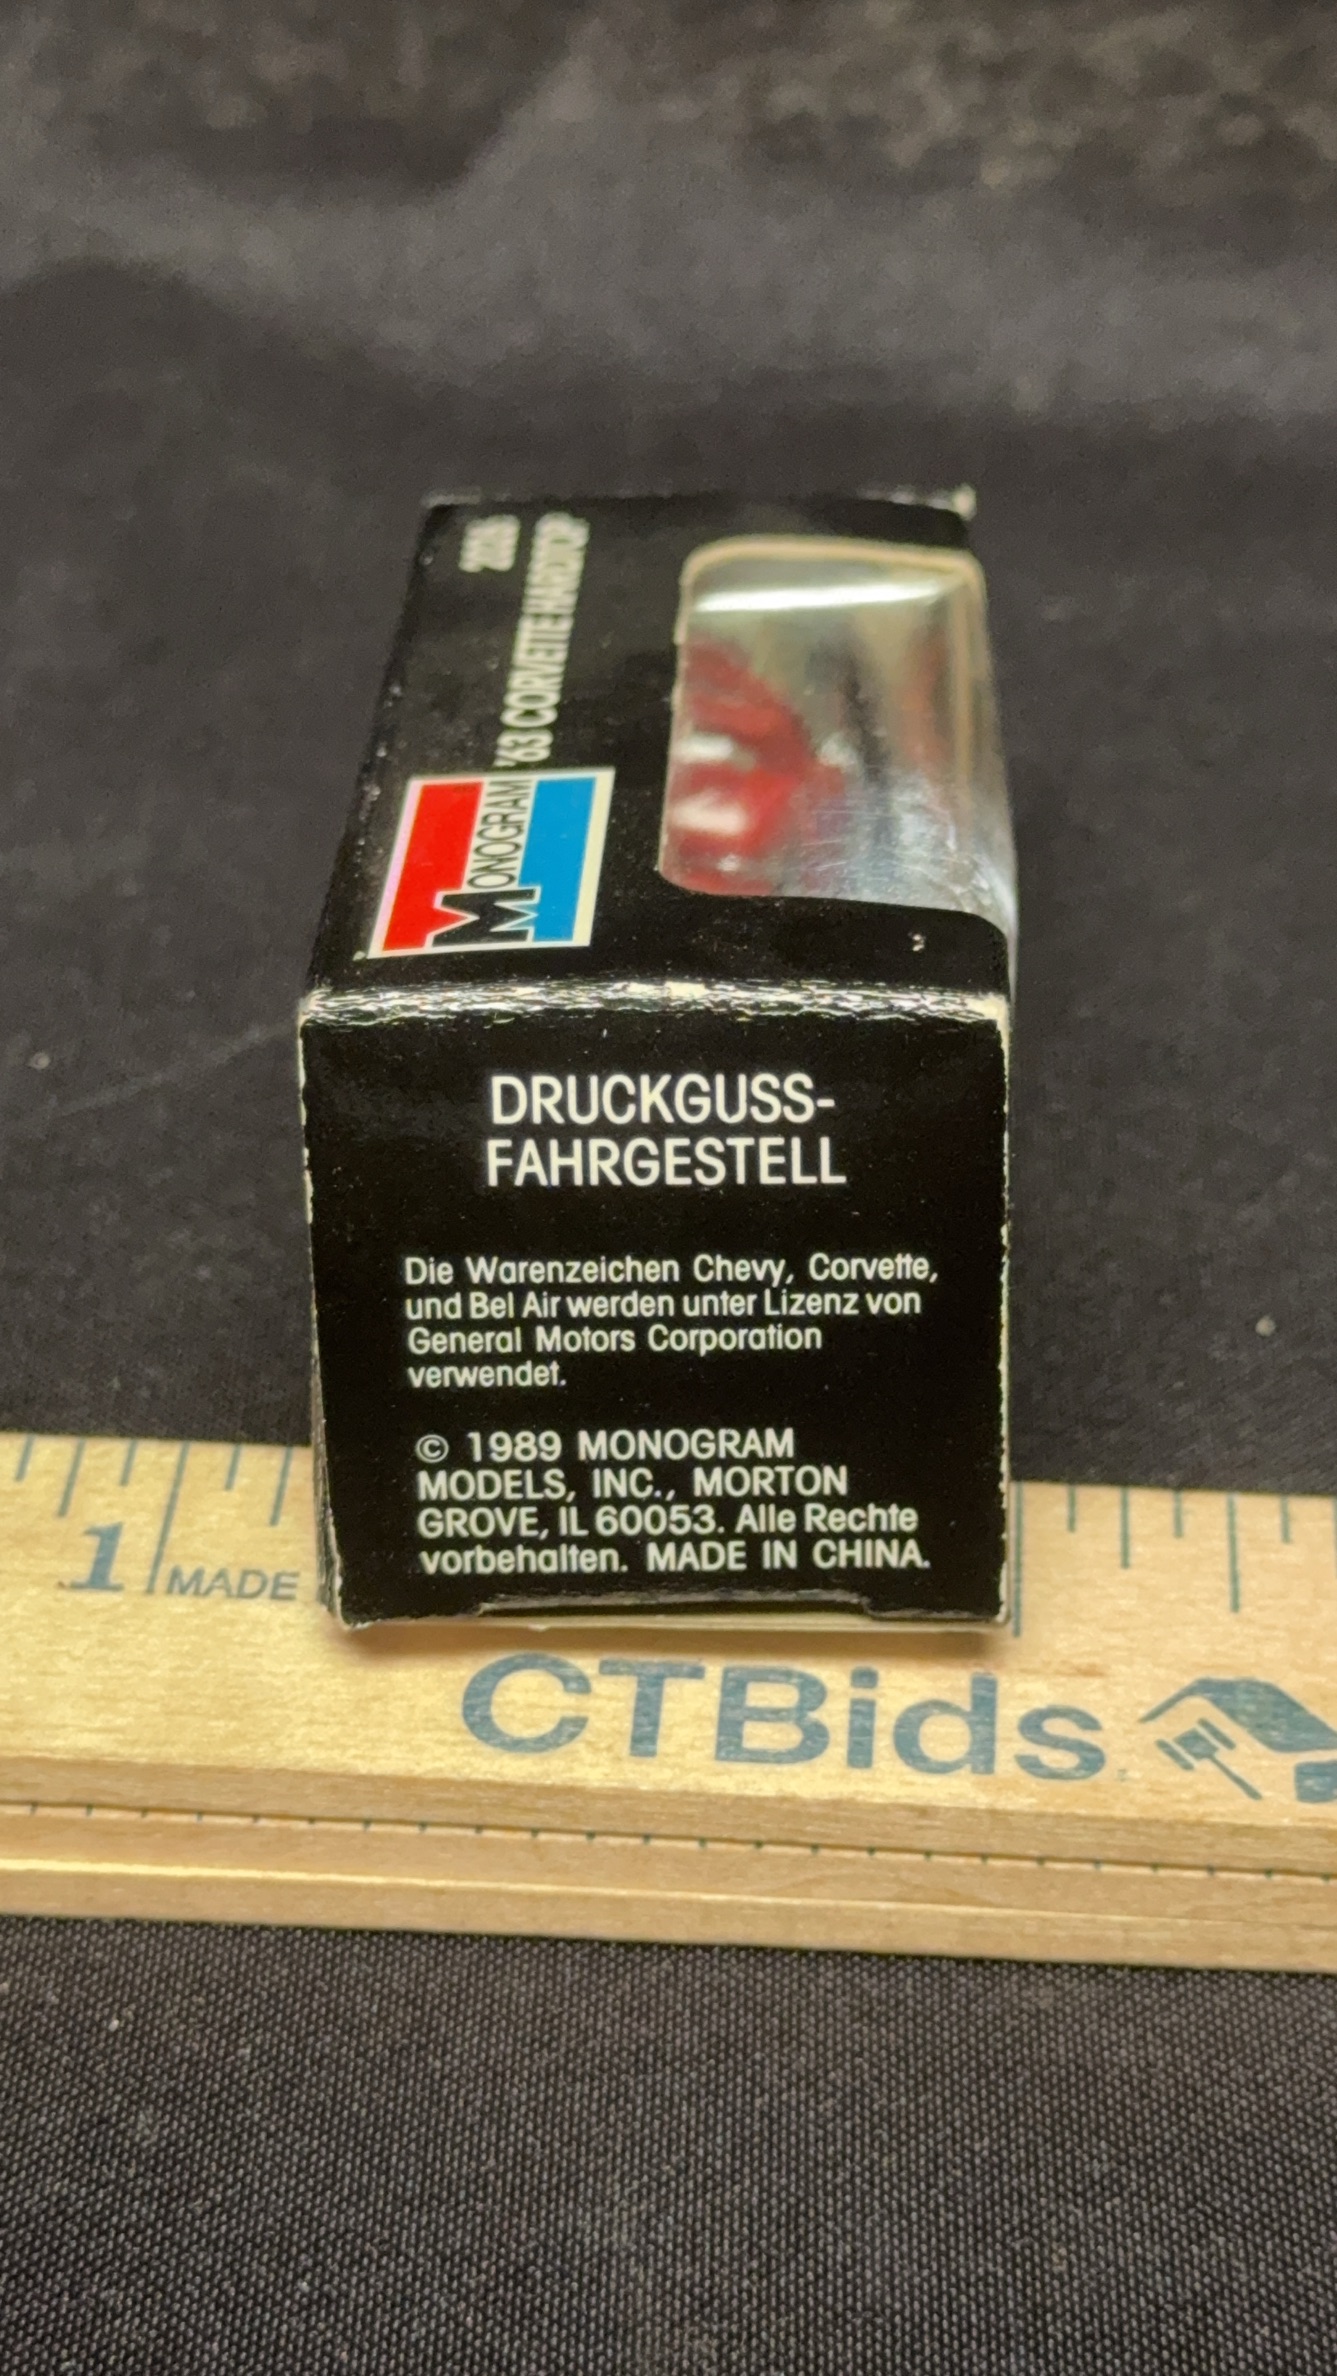 '63 CORVETTE HARDTOP
MONOGRAM
DRUCKGUSS-
FAHRGESTELL
Die Warenzeichen Chevy, Corvette,
und Bel Air werden unter Lizenz von
General Motors Corporation
verwendet.
© 1989 MONOGRAM
MODELS, INC., MORTON
GROVE, IL 60053. Alle Rechte
vorbehalten. MADE IN CHINA.
1 MADE
CTBids